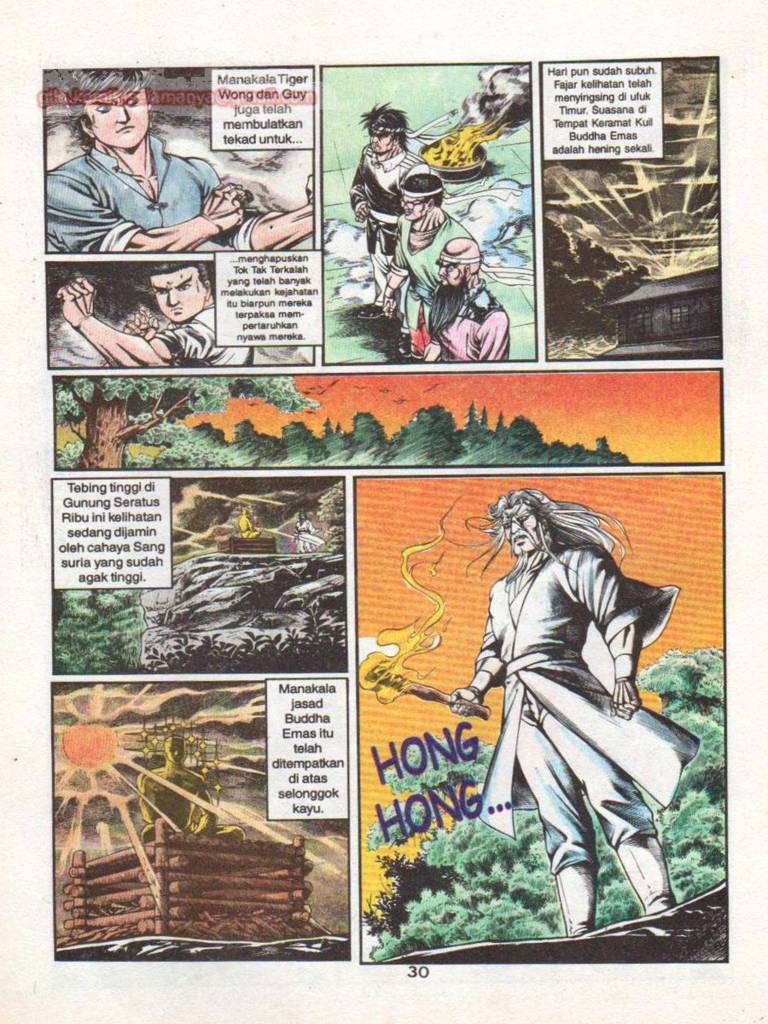 Manakala Tiger
Wong dan Guy
juga telah
membulatkan
tekad untuk...
...menghapuskan
Tok Tak Terkalah
yang telah banyak
melakukan kejahatan
itu biarpun mereka
terpaksa mem-
pertaruhkan
nyawa mereka.
Hari pun sudah subuh.
Fajar kelihatan telah
menyingsing di ufuk
Timur. Suasana di
Tempat Keramat Kuil
Buddha Emas
adalah hening sekali.
Tebing tinggi di
Gunung Seratus
Ribu ini kelihatan
sedang dijamin
oleh cahaya Sang
suria yang sudah
agak tinggi.
Manakala
jasad
Buddha
Emas itu
telah
ditempatkan
di atas
selonggok
kayu.
HONG
HONG...
30